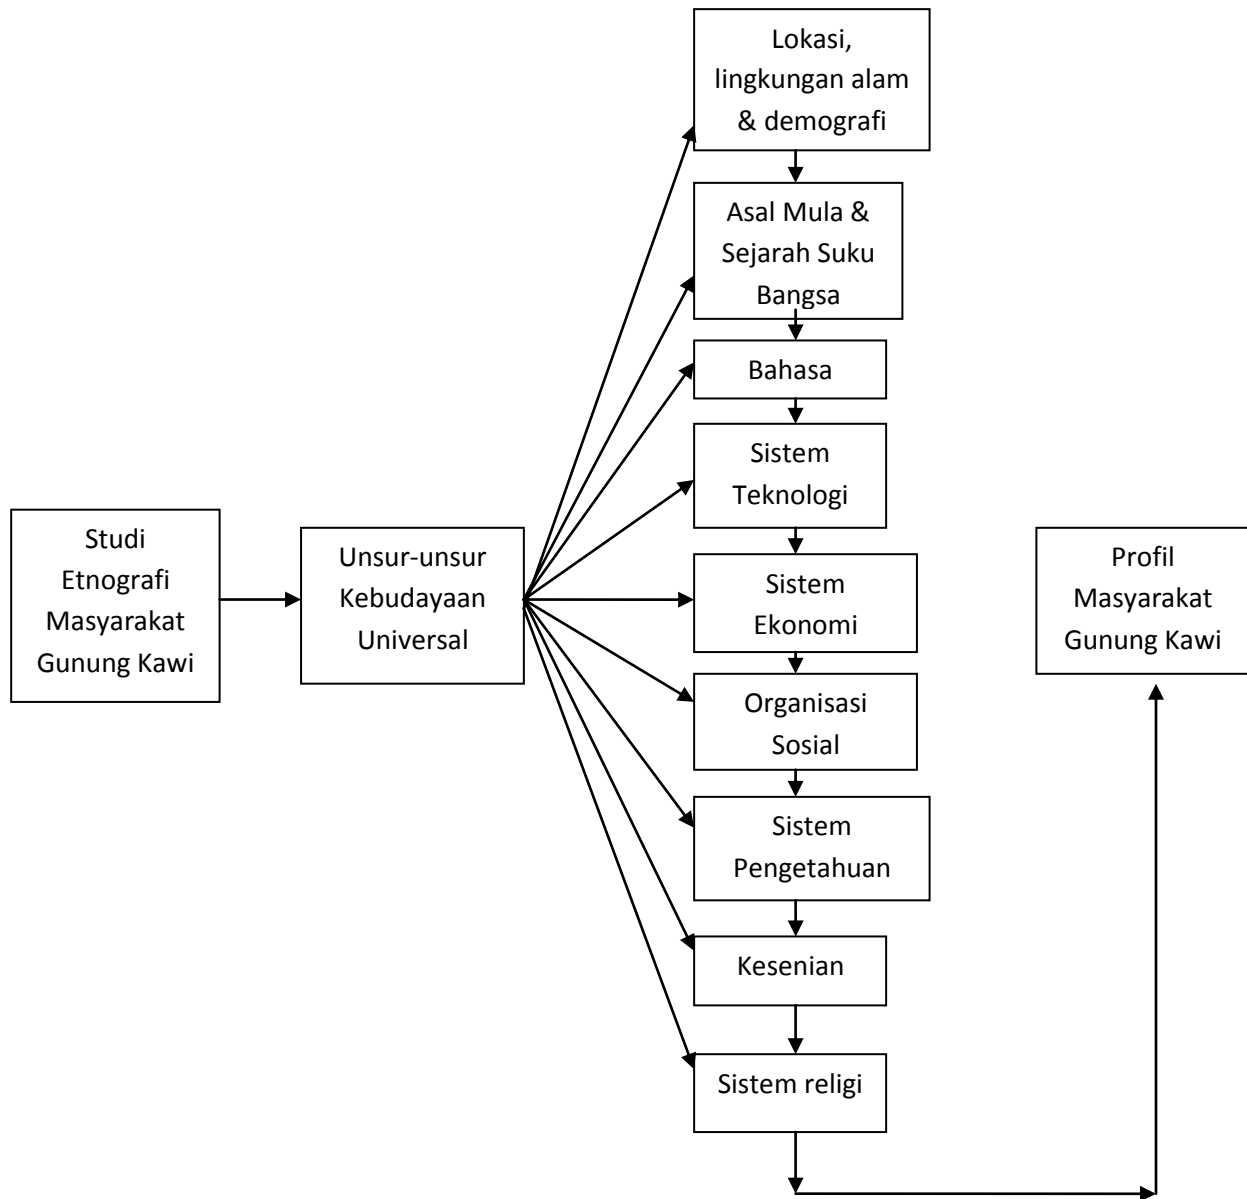 Studi
Etnografi
Masyarakat
Gunung Kawi
Unsur-unsur
Kebudayaan
Universal
Lokasi,
lingkungan alam
& demografi
Asal Mula &
Sejarah Suku
Bangsa
Bahasa
Sistem
Teknologi
Sistem
Ekonomi
Organisasi
Sosial
Sistem
Pengetahuan
Kesenian
Sistem religi
Profil
Masyarakat
Gunung Kawi